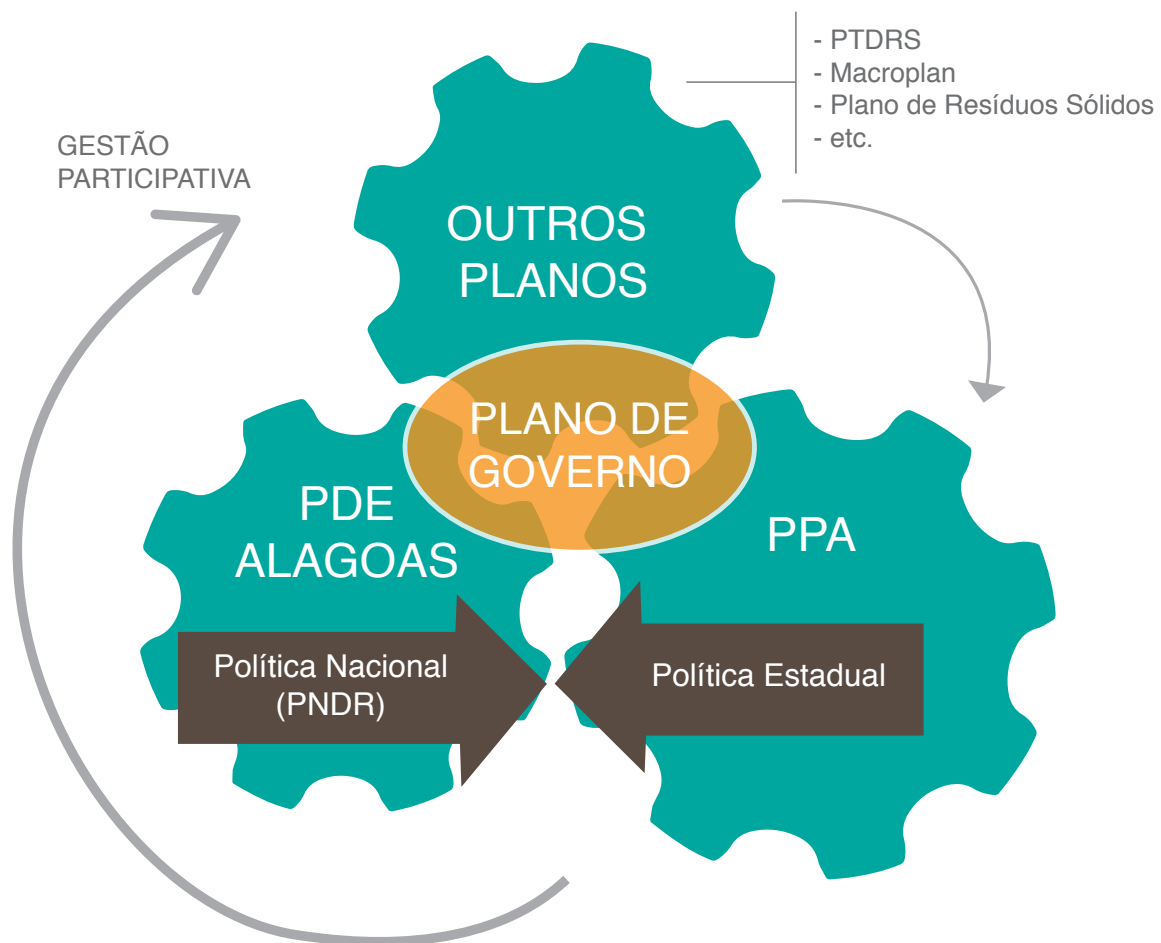 - PTDRS
- Macroplan
- Plano de Resíduos Sólidos
- etc.
GESTÃO
PARTICIPATIVA
OUTROS
PLANOS
PLANO DE
GOVERNO
PDE
ALAGOAS
PPA
Política Nacional
(PNDR)
Política Estadual